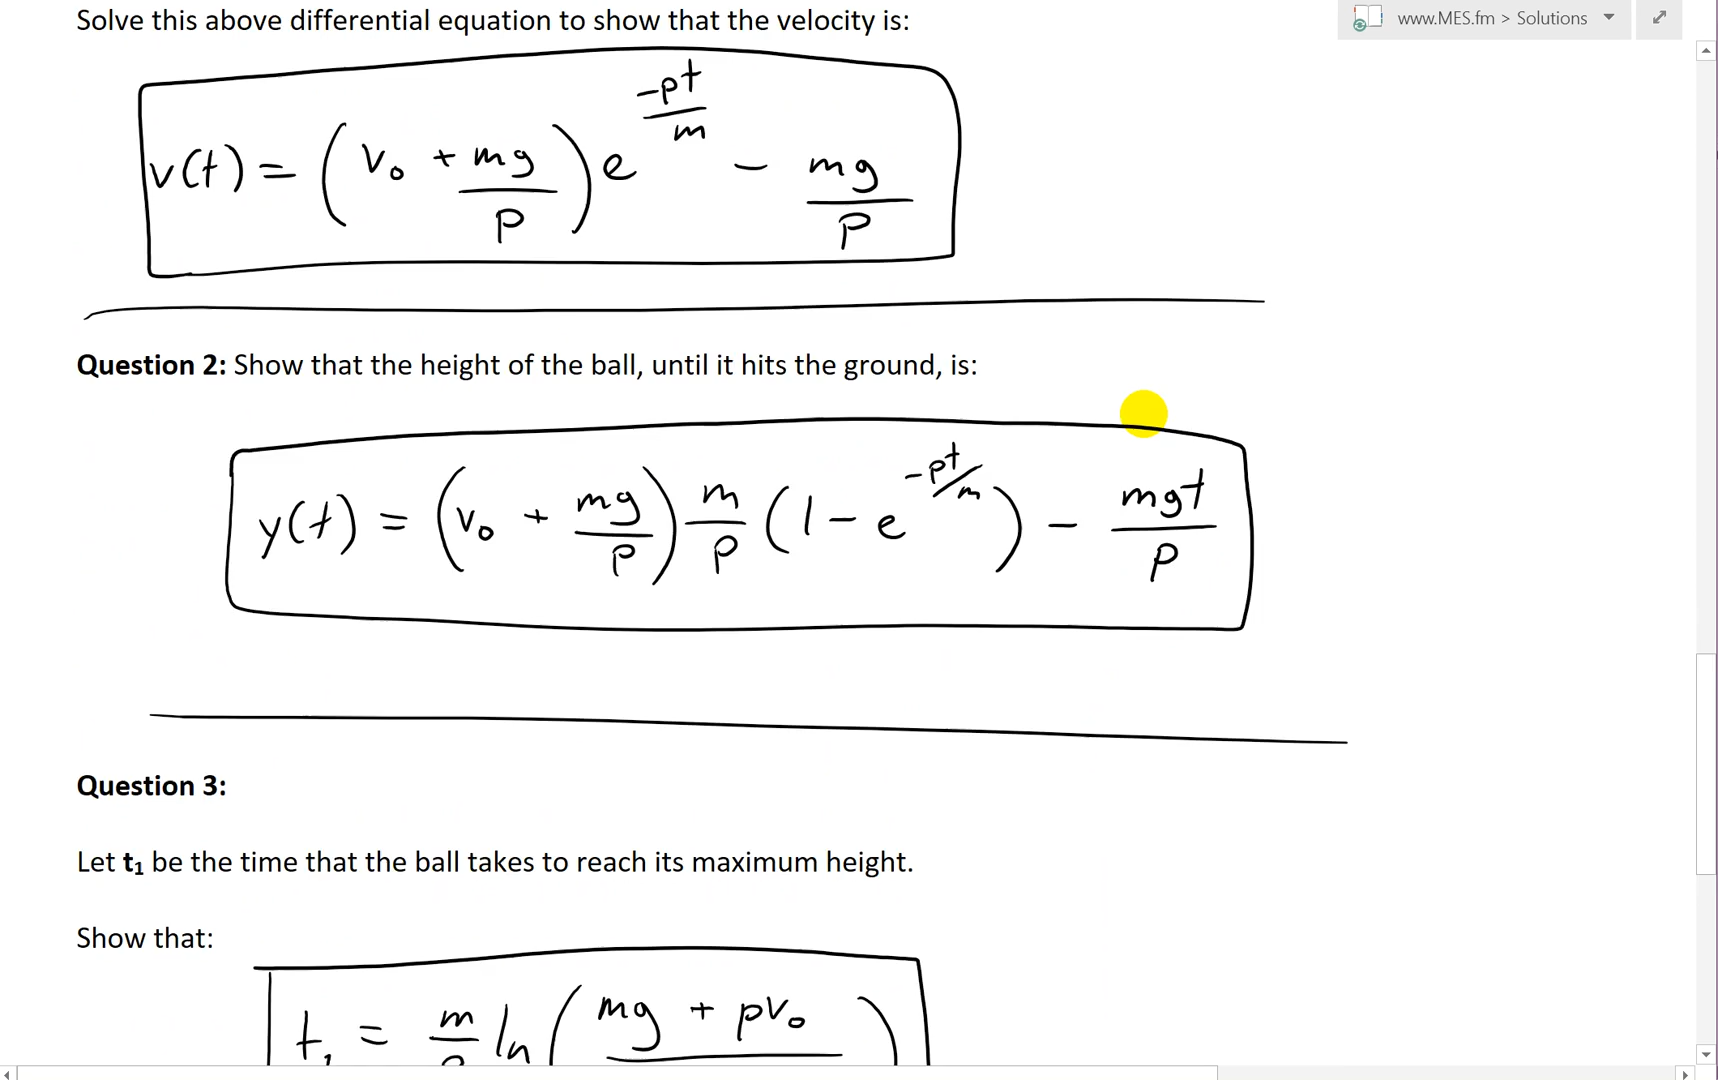 Solve this above differential equation to show that the velocity is:
www.MES.fm > Solutions
v(t) = (v₀ + mg/p) e^(-pt/m) - mg/p
Question 2: Show that the height of the ball, until it hits the ground, is:
y(t) = (v₀ + mg/p) m/p (1 - e^(-pt/m)) - mgt/p
Question 3:
Let t₁ be the time that the ball takes to reach its maximum height.
Show that:
t₁ = m/ ln( mg + pv₀ )